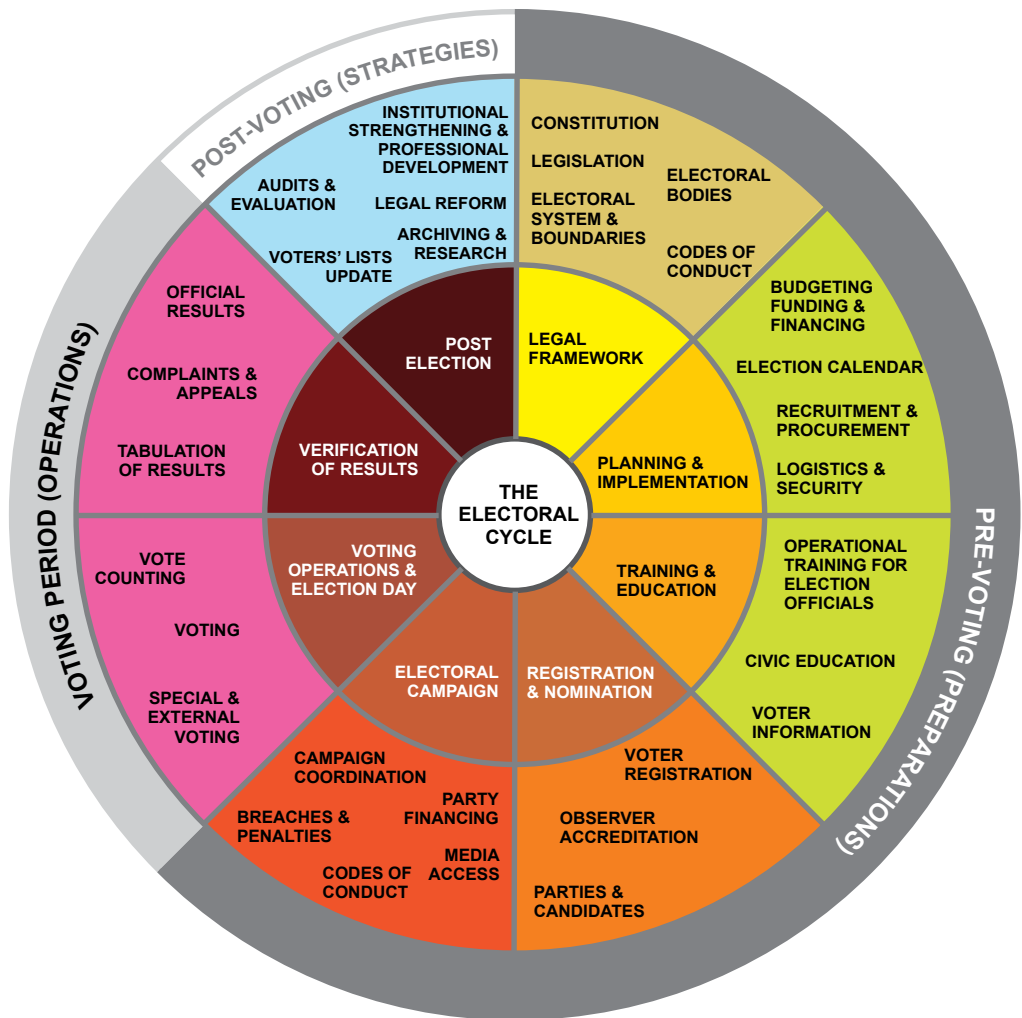 THE
ELECTORAL
CYCLE
PRE-VOTING (PREPARATIONS)
LEGAL
FRAMEWORK
CONSTITUTION
LEGISLATION
ELECTORAL
SYSTEM &
BOUNDARIES
ELECTORAL
BODIES
CODES OF
CONDUCT
PLANNING &
IMPLEMENTATION
BUDGETING
FUNDING &
FINANCING
ELECTION CALENDAR
RECRUITMENT &
PROCUREMENT
LOGISTICS &
SECURITY
TRAINING &
EDUCATION
OPERATIONAL
TRAINING FOR
ELECTION
OFFICIALS
CIVIC EDUCATION
VOTER
INFORMATION
REGISTRATION
& NOMINATION
VOTER
REGISTRATION
OBSERVER
ACCREDITATION
PARTIES &
CANDIDATES
ELECTORAL
CAMPAIGN
CAMPAIGN
COORDINATION
PARTY
FINANCING
BREACHES &
PENALTIES
MEDIA
ACCESS
CODES OF
CONDUCT
VOTING PERIOD (OPERATIONS)
VOTING
OPERATIONS &
ELECTION DAY
VOTE
COUNTING
VOTING
SPECIAL &
EXTERNAL
VOTING
VERIFICATION
OF RESULTS
OFFICIAL
RESULTS
COMPLAINTS &
APPEALS
TABULATION
OF RESULTS
POST-VOTING (STRATEGIES)
POST
ELECTION
INSTITUTIONAL
STRENGTHENING &
PROFESSIONAL
DEVELOPMENT
AUDITS &
EVALUATION
LEGAL REFORM
ARCHIVING &
RESEARCH
VOTERS' LISTS
UPDATE